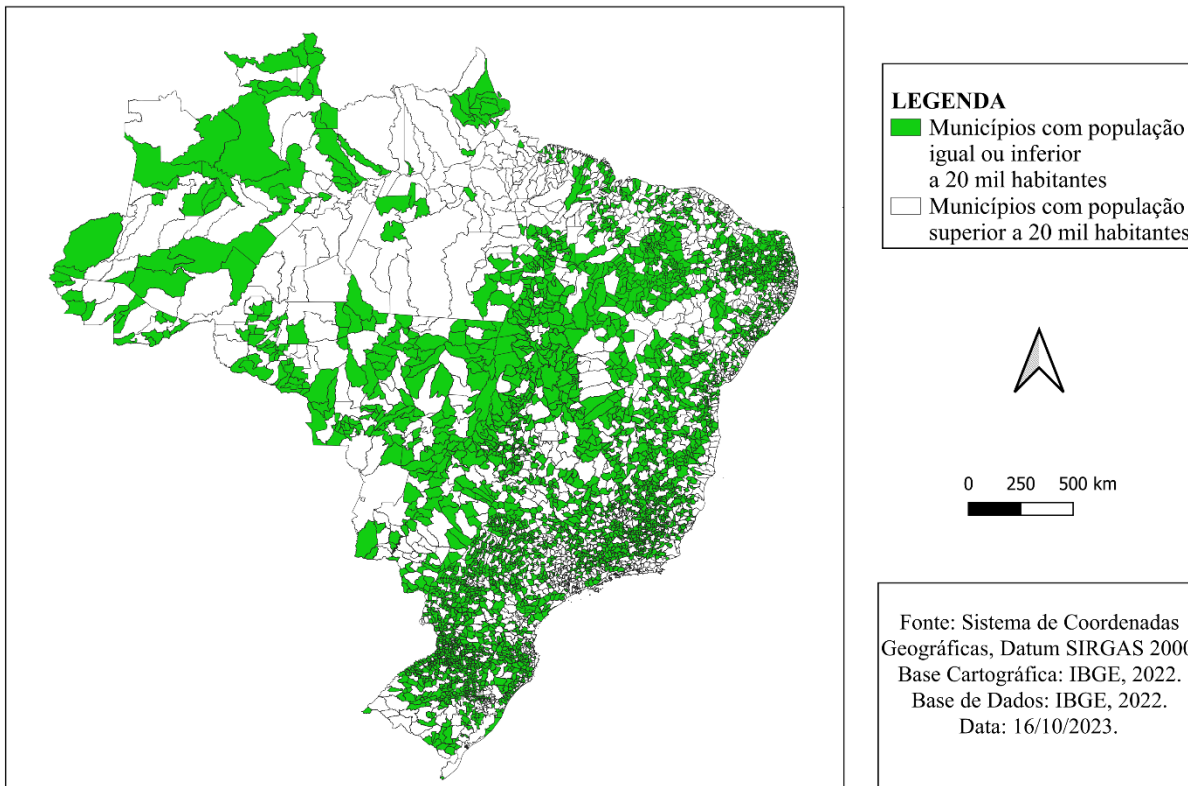 LEGENDA
Municípios com população
igual ou inferior
a 20 mil habitantes
Municípios com população
superior a 20 mil habitantes
0 250 500 km
Fonte: Sistema de Coordenadas
Geográficas, Datum SIRGAS 2000
Base Cartográfica: IBGE, 2022.
Base de Dados: IBGE, 2022.
Data: 16/10/2023.